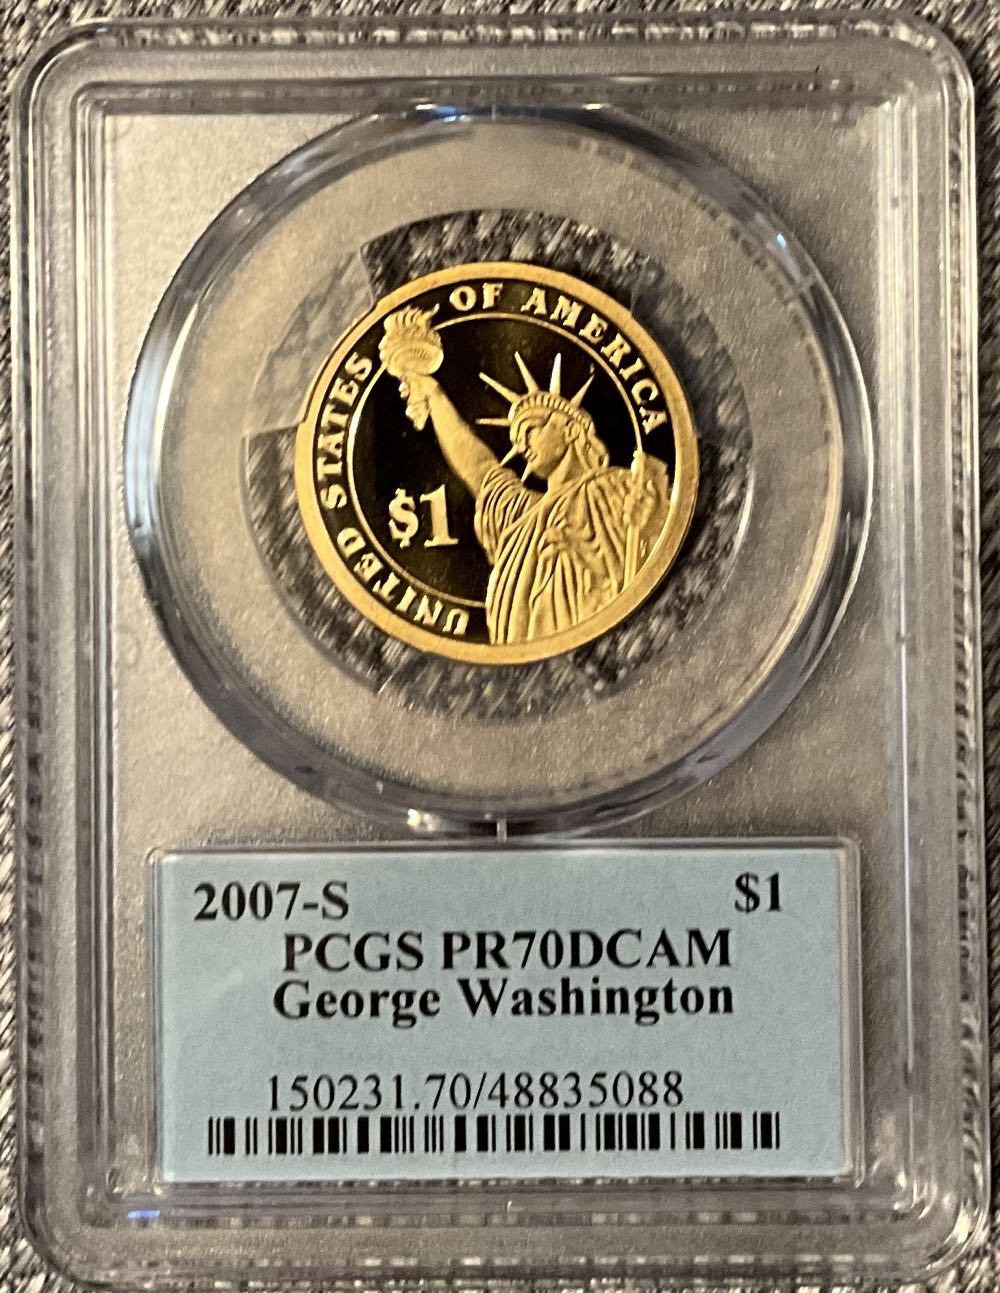 UNITED STATES OF AMERICA
$1
2007-S $1
PCGS PR70DCAM
George Washington
150231.70/48835088